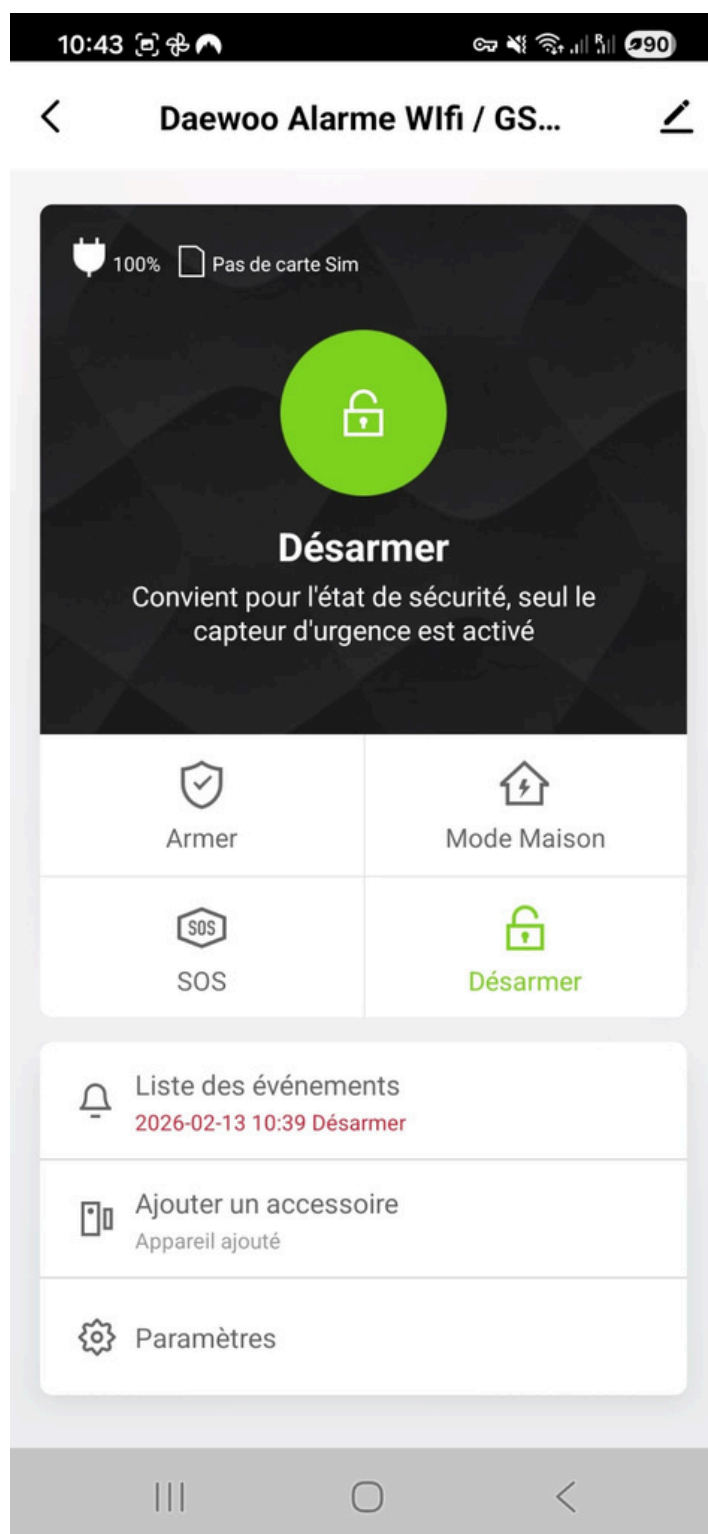 10:43
90
Daewoo Alarme WIfi / GS...
100% Pas de carte Sim
Désarmer
Convient pour l'état de sécurité, seul le
capteur d'urgence est activé
Armer
Mode Maison
SOS
SOS
Désarmer
Liste des événements
2026-02-13 10:39 Désarmer
Ajouter un accessoire
Appareil ajouté
Paramètres